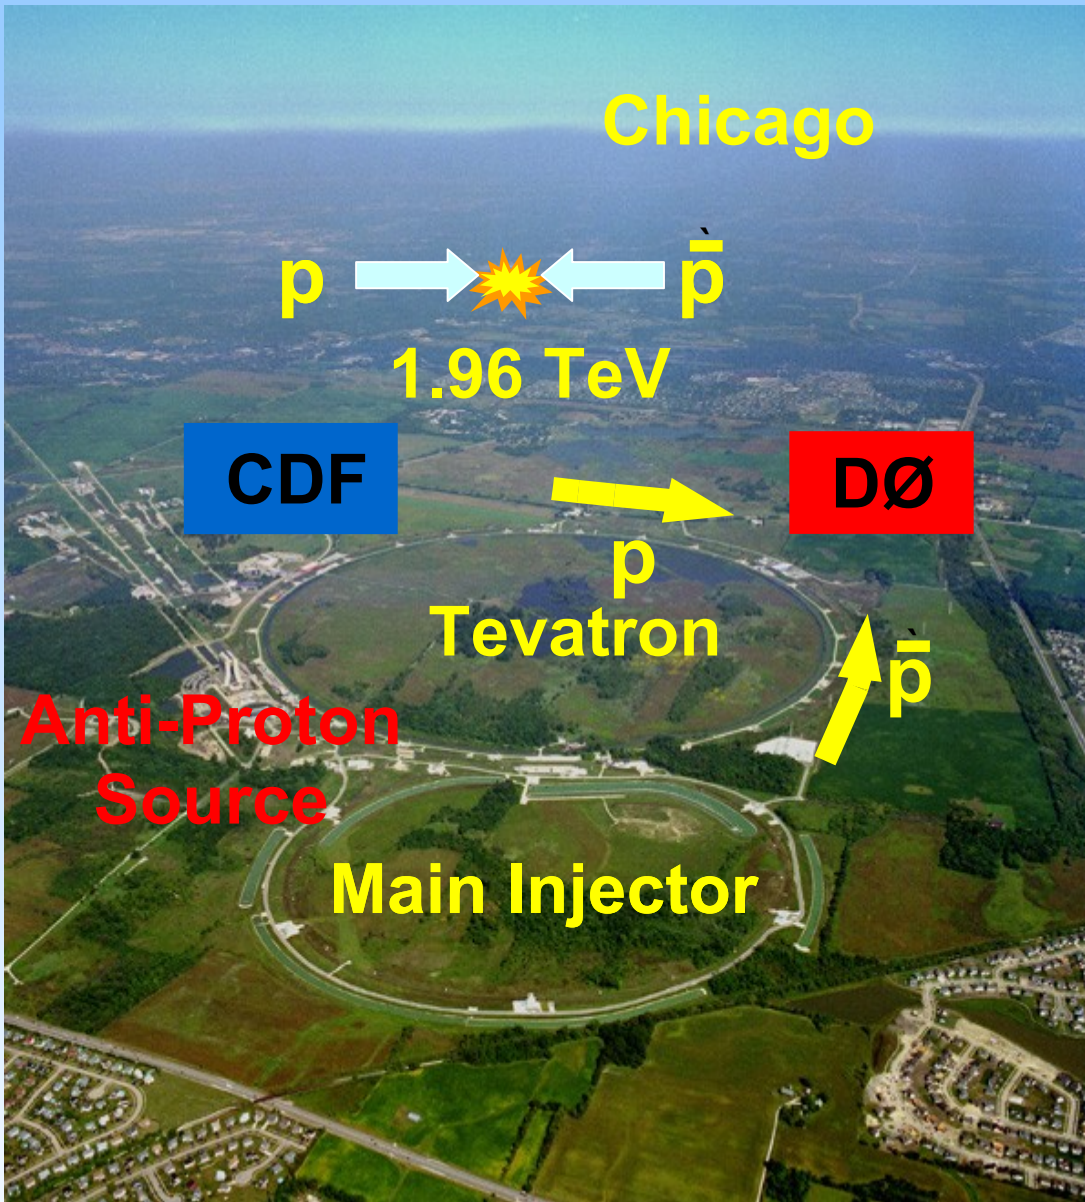 Chicago
p p̄
1.96 TeV
CDF DØ
p
Tevatron
p̄
Anti-Proton
Source
Main Injector